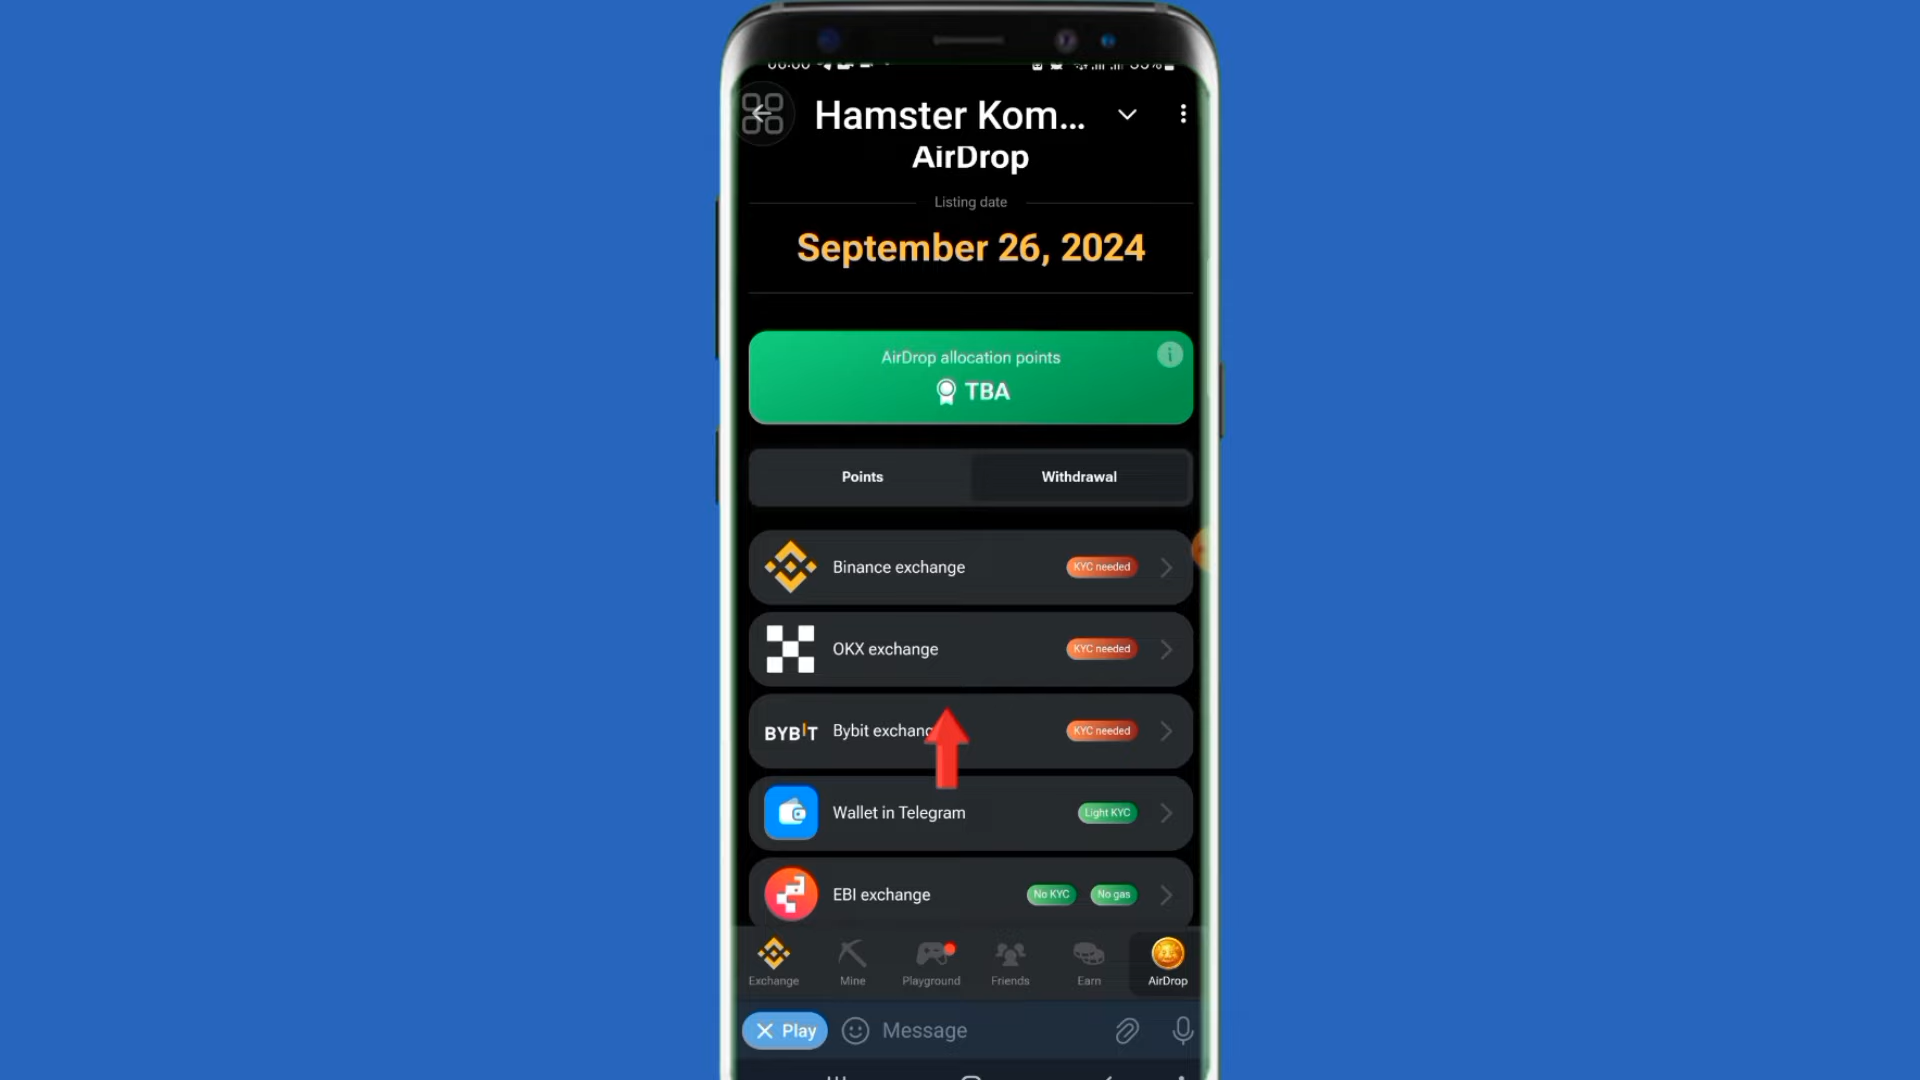 Hamster Kom...
AirDrop
Listing date
September 26, 2024
AirDrop allocation points
TBA
Points Withdrawal
Binance exchange KYC needed
OKX exchange KYC needed
BYBIT Bybit exchang KYC needed
Wallet in Telegram Light KYC
EBI exchange No KYC No gas
Exchange Mine Playground Friends Earn AirDrop
Play Message